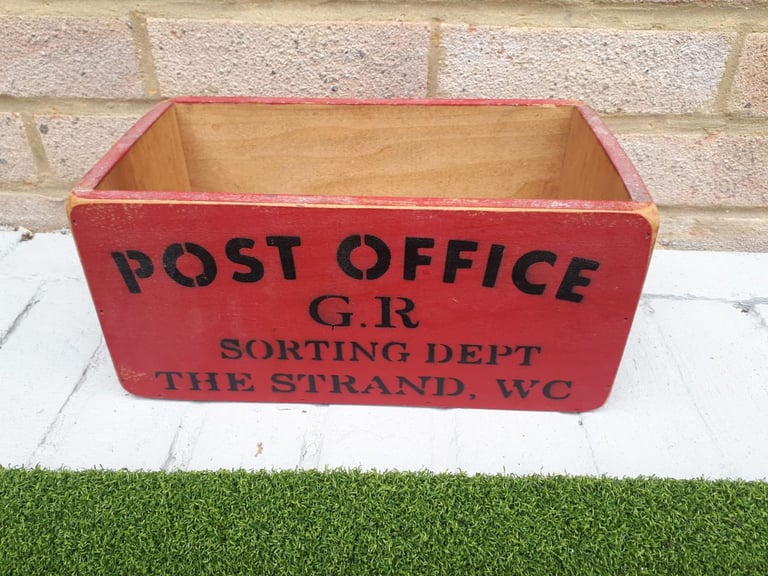 POST OFFICE
G.R
SORTING DEPT
THE STRAND, WC